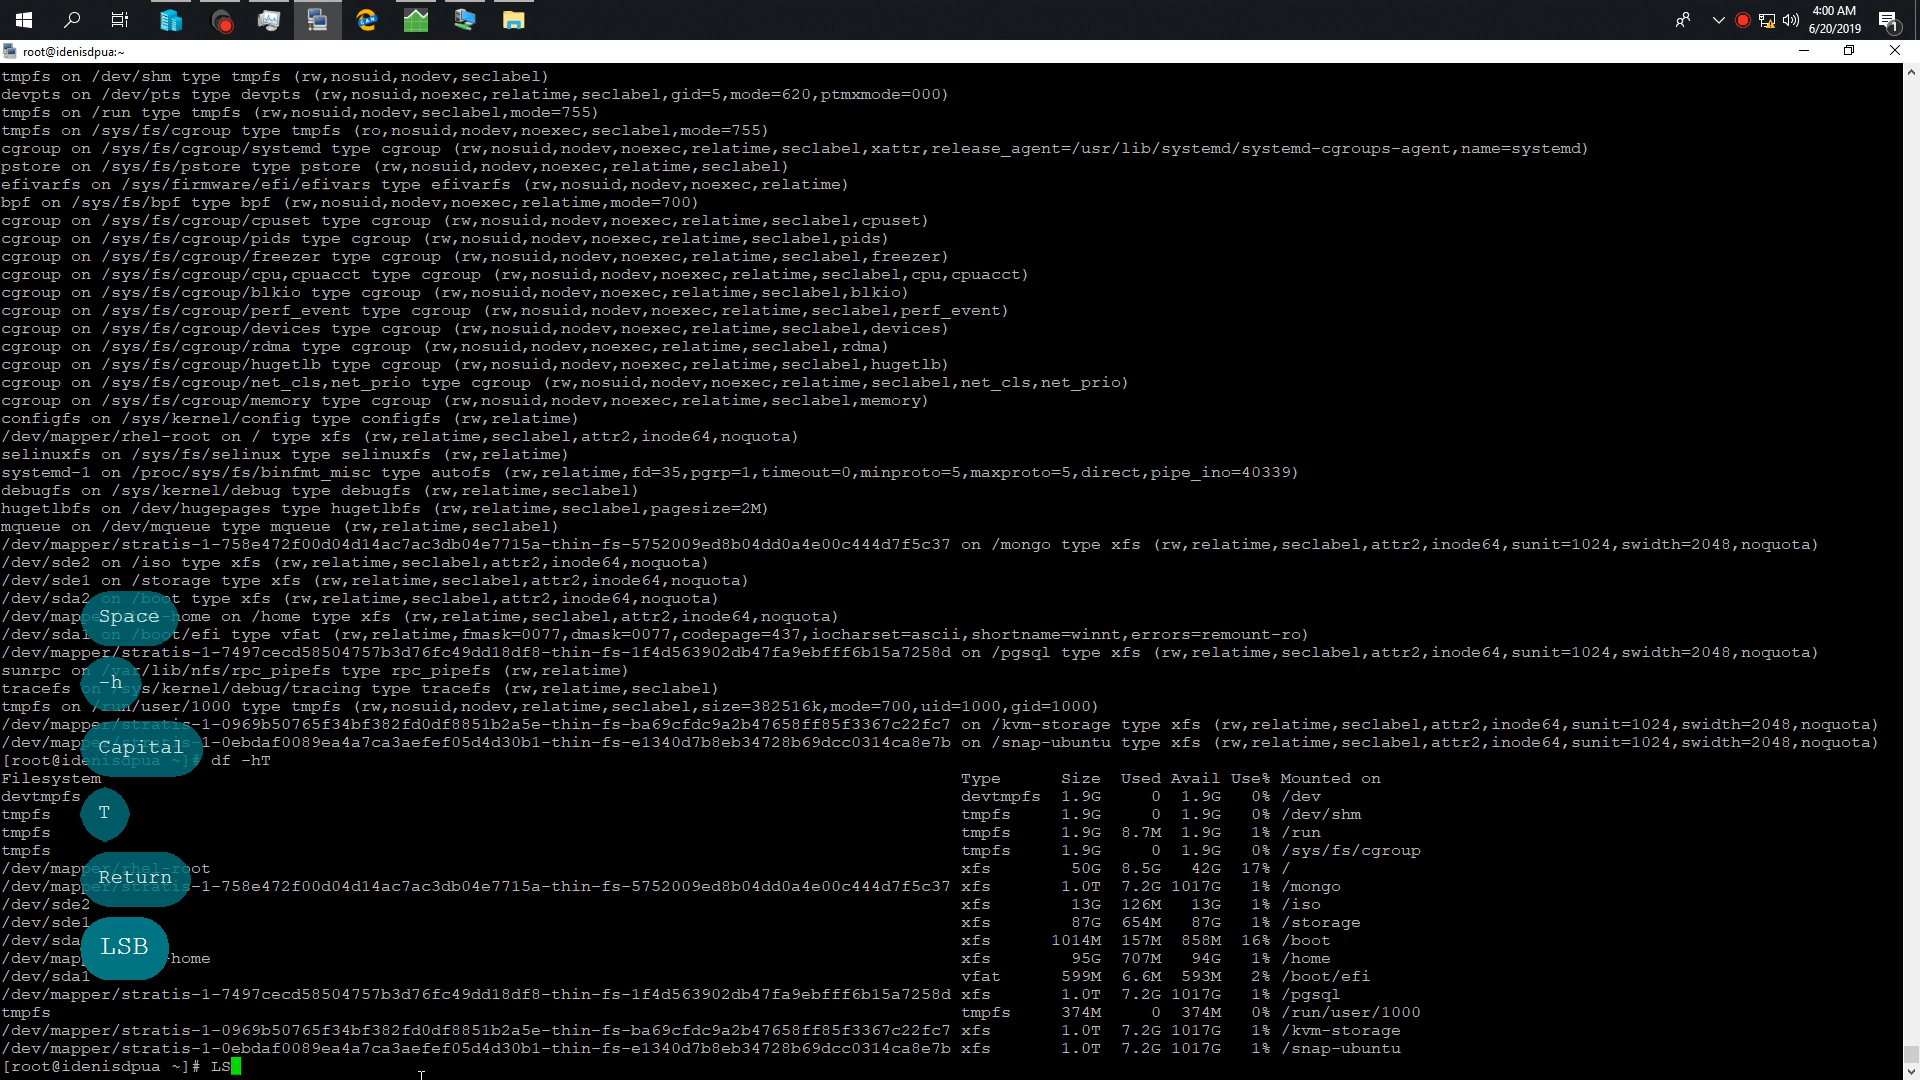 4:00 AM
6/20/2019
1
root@idenisdpua:~
tmpfs on /dev/shm type tmpfs (rw,nosuid,nodev,seclabel)
devpts on /dev/pts type devpts (rw,nosuid,noexec,relatime,seclabel,gid=5,mode=620,ptmxmode=000)
tmpfs on /run type tmpfs (rw,nosuid,nodev,seclabel,mode=755)
tmpfs on /sys/fs/cgroup type tmpfs (ro,nosuid,nodev,noexec,seclabel,mode=755)
cgroup on /sys/fs/cgroup/systemd type cgroup (rw,nosuid,nodev,noexec,relatime,seclabel,xattr,release_agent=/usr/lib/systemd/systemd-cgroups-agent,name=systemd)
pstore on /sys/fs/pstore type pstore (rw,nosuid,nodev,noexec,relatime,seclabel)
efivarfs on /sys/firmware/efi/efivars type efivarfs (rw,nosuid,nodev,noexec,relatime)
bpf on /sys/fs/bpf type bpf (rw,nosuid,nodev,noexec,relatime,mode=700)
cgroup on /sys/fs/cgroup/cpuset type cgroup (rw,nosuid,nodev,noexec,relatime,seclabel,cpuset)
cgroup on /sys/fs/cgroup/pids type cgroup (rw,nosuid,nodev,noexec,relatime,seclabel,pids)
cgroup on /sys/fs/cgroup/freezer type cgroup (rw,nosuid,nodev,noexec,relatime,seclabel,freezer)
cgroup on /sys/fs/cgroup/cpu,cpuacct type cgroup (rw,nosuid,nodev,noexec,relatime,seclabel,cpu,cpuacct)
cgroup on /sys/fs/cgroup/blkio type cgroup (rw,nosuid,nodev,noexec,relatime,seclabel,blkio)
cgroup on /sys/fs/cgroup/perf_event type cgroup (rw,nosuid,nodev,noexec,relatime,seclabel,perf_event)
cgroup on /sys/fs/cgroup/devices type cgroup (rw,nosuid,nodev,noexec,relatime,seclabel,devices)
cgroup on /sys/fs/cgroup/rdma type cgroup (rw,nosuid,nodev,noexec,relatime,seclabel,rdma)
cgroup on /sys/fs/cgroup/hugetlb type cgroup (rw,nosuid,nodev,noexec,relatime,seclabel,hugetlb)
cgroup on /sys/fs/cgroup/net_cls,net_prio type cgroup (rw,nosuid,nodev,noexec,relatime,seclabel,net_cls,net_prio)
cgroup on /sys/fs/cgroup/memory type cgroup (rw,nosuid,nodev,noexec,relatime,seclabel,memory)
configfs on /sys/kernel/config type configfs (rw,relatime)
/dev/mapper/rhel-root on / type xfs (rw,relatime,seclabel,attr2,inode64,noquota)
selinuxfs on /sys/fs/selinux type selinuxfs (rw,relatime)
systemd-1 on /proc/sys/fs/binfmt_misc type autofs (rw,relatime,fd=35,pgrp=1,timeout=0,minproto=5,maxproto=5,direct,pipe_ino=40339)
debugfs on /sys/kernel/debug type debugfs (rw,relatime,seclabel)
hugetlbfs on /dev/hugepages type hugetlbfs (rw,relatime,seclabel,pagesize=2M)
mqueue on /dev/mqueue type mqueue (rw,relatime,seclabel)
/dev/mapper/stratis-1-758e472f00d04d14ac7ac3db04e7715a-thin-fs-5752009ed8b04dd0a4e00c444d7f5c37 on /mongo type xfs (rw,relatime,seclabel,attr2,inode64,sunit=1024,swidth=2048,noquota)
/dev/sde2 on /iso type xfs (rw,relatime,seclabel,attr2,inode64,noquota)
/dev/sde1 on /storage type xfs (rw,relatime,seclabel,attr2,inode64,noquota)
/dev/sda2 on /boot type xfs (rw,relatime,seclabel,attr2,inode64,noquota)
Space
/dev/mapper/rhel-home on /home type xfs (rw,relatime,seclabel,attr2,inode64,noquota)
/dev/sda1 on /boot/efi type vfat (rw,relatime,fmask=0077,dmask=0077,codepage=437,iocharset=ascii,shortname=winnt,errors=remount-ro)
/dev/mapper/stratis-1-7497cecd58504757b3d76fc49dd18df8-thin-fs-1f4d563902db47fa9ebfff6b15a7258d on /pgsql type xfs (rw,relatime,seclabel,attr2,inode64,sunit=1024,swidth=2048,noquota)
sunrpc on /var/lib/nfs/rpc_pipefs type rpc_pipefs (rw,relatime)
-h
tracefs on /sys/kernel/debug/tracing type tracefs (rw,relatime,seclabel)
tmpfs on /run/user/1000 type tmpfs (rw,nosuid,nodev,relatime,seclabel,size=382516k,mode=700,uid=1000,gid=1000)
/dev/mapper/stratis-1-0969b50765f34bf382fd0df8851b2a5e-thin-fs-ba69cfdc9a2b47658ff85f3367c22fc7 on /kvm-storage type xfs (rw,relatime,seclabel,attr2,inode64,sunit=1024,swidth=2048,noquota)
Capital
/dev/mapper/stratis-1-0ebdaf0089ea4a7ca3aefef05d4d30b1-thin-fs-e1340d7b8eb34728b69dcc0314ca8e7b on /snap-ubuntu type xfs (rw,relatime,seclabel,attr2,inode64,sunit=1024,swidth=2048,noquota)
[root@idenisdpua ~]# df -hT
Filesystem Type Size Used Avail Use% Mounted on
devtmpfs devtmpfs 1.9G 0 1.9G 0% /dev
T
tmpfs tmpfs 1.9G 0 1.9G 0% /dev/shm
tmpfs tmpfs 1.9G 8.7M 1.9G 1% /run
tmpfs tmpfs 1.9G 0 1.9G 0% /sys/fs/cgroup
/dev/mapper/rhel-root xfs 50G 8.5G 42G 17% /
Return
/dev/mapper/stratis-1-758e472f00d04d14ac7ac3db04e7715a-thin-fs-5752009ed8b04dd0a4e00c444d7f5c37 xfs 1.0T 7.2G 1017G 1% /mongo
/dev/sde2 xfs 13G 126M 13G 1% /iso
/dev/sde1 xfs 87G 654M 87G 1% /storage
/dev/sda xfs 1014M 157M 858M 16% /boot
LSB
/dev/mapp home xfs 95G 707M 94G 1% /home
/dev/sda1 vfat 599M 6.6M 593M 2% /boot/efi
/dev/mapper/stratis-1-7497cecd58504757b3d76fc49dd18df8-thin-fs-1f4d563902db47fa9ebfff6b15a7258d xfs 1.0T 7.2G 1017G 1% /pgsql
tmpfs tmpfs 374M 0 374M 0% /run/user/1000
/dev/mapper/stratis-1-0969b50765f34bf382fd0df8851b2a5e-thin-fs-ba69cfdc9a2b47658ff85f3367c22fc7 xfs 1.0T 7.2G 1017G 1% /kvm-storage
/dev/mapper/stratis-1-0ebdaf0089ea4a7ca3aefef05d4d30b1-thin-fs-e1340d7b8eb34728b69dcc0314ca8e7b xfs 1.0T 7.2G 1017G 1% /snap-ubuntu
[root@idenisdpua ~]# LS